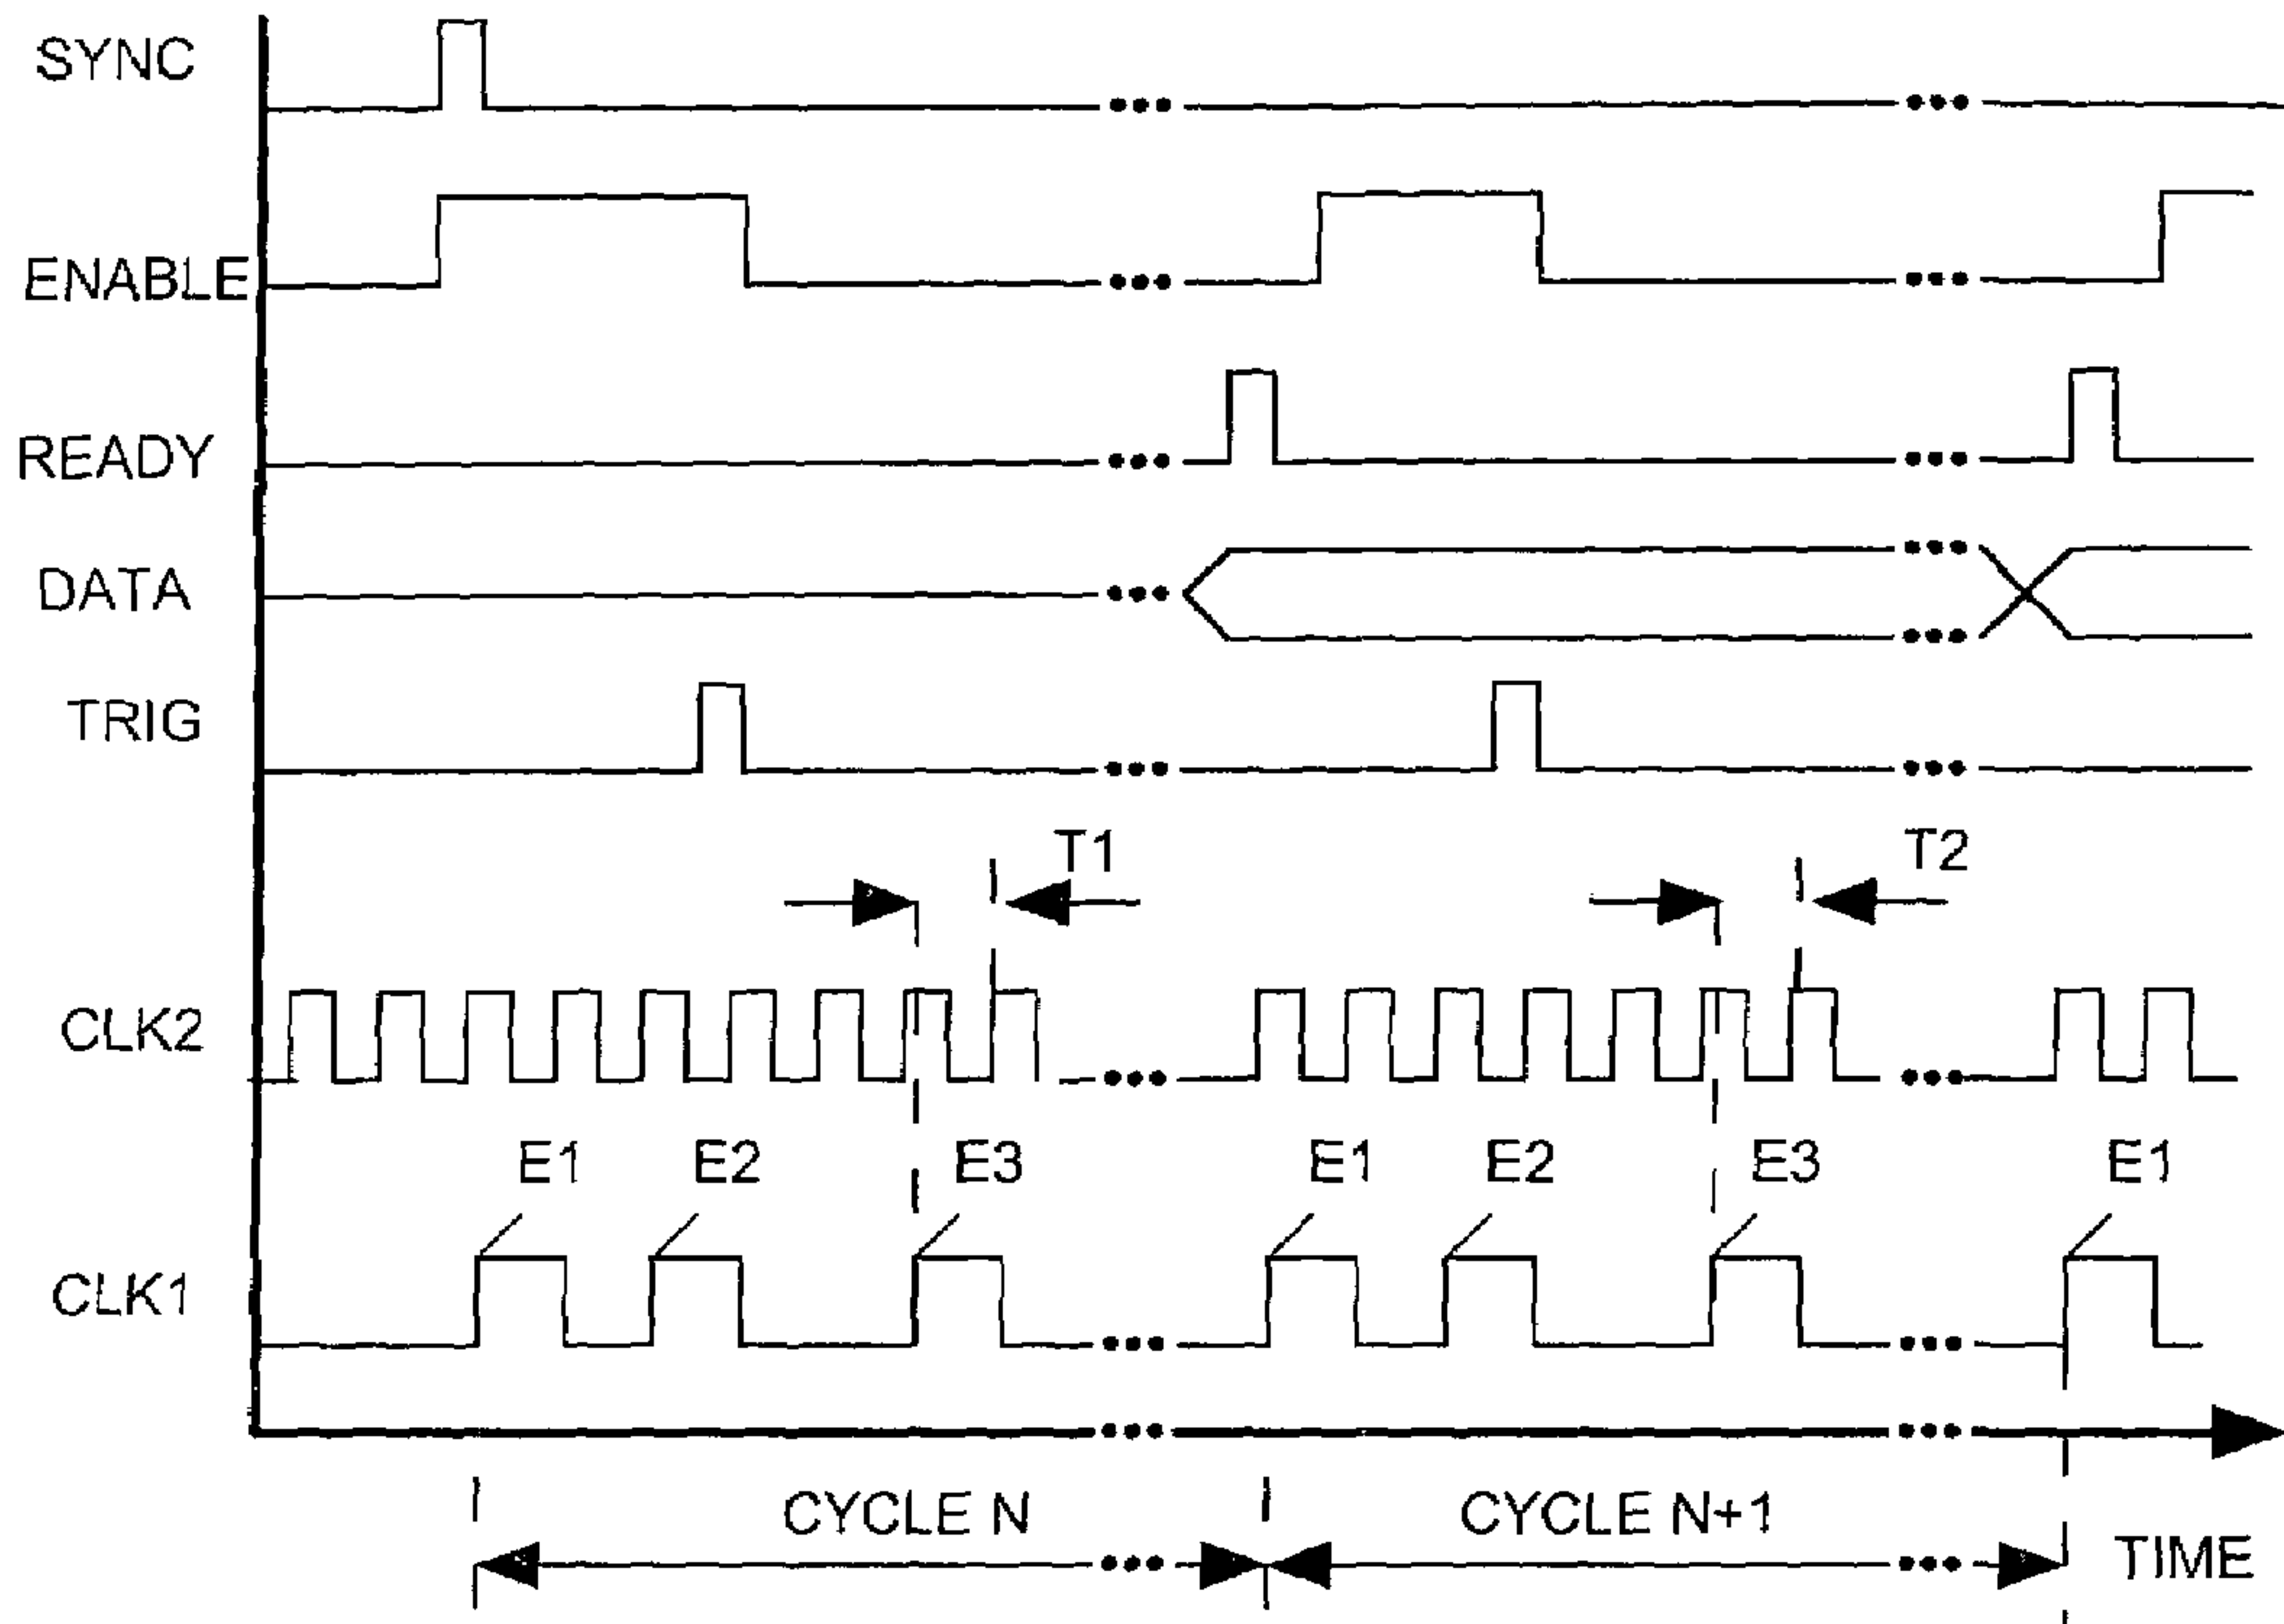 SYNC
ENABLE
READY
DATA
TRIG
T1 T2
CLK2
E1 E2 E3 E1 E2 E3 E1
CLK1
CYCLE N CYCLE N+1
TIME